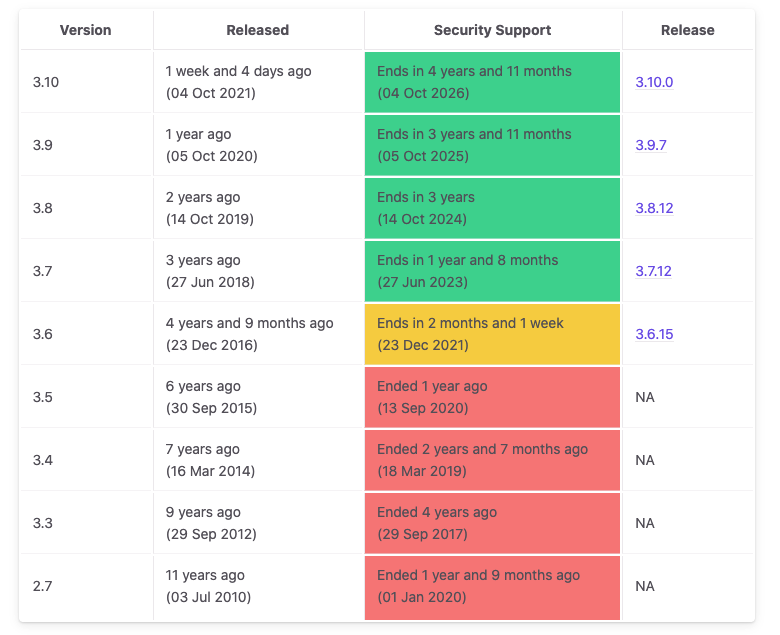 Version Released Security Support Release
3.10
1 week and 4 days ago
(04 Oct 2021)
Ends in 4 years and 11 months
(04 Oct 2026)
3.10.0
3.9
1 year ago
(05 Oct 2020)
Ends in 3 years and 11 months
(05 Oct 2025)
3.9.7
3.8
2 years ago
(14 Oct 2019)
Ends in 3 years
(14 Oct 2024)
3.8.12
3.7
3 years ago
(27 Jun 2018)
Ends in 1 year and 8 months
(27 Jun 2023)
3.7.12
3.6
4 years and 9 months ago
(23 Dec 2016)
Ends in 2 months and 1 week
(23 Dec 2021)
3.6.15
3.5
6 years ago
(30 Sep 2015)
Ended 1 year ago
(13 Sep 2020)
NA
3.4
7 years ago
(16 Mar 2014)
Ended 2 years and 7 months ago
(18 Mar 2019)
NA
3.3
9 years ago
(29 Sep 2012)
Ended 4 years ago
(29 Sep 2017)
NA
2.7
11 years ago
(03 Jul 2010)
Ended 1 year and 9 months ago
(01 Jan 2020)
NA